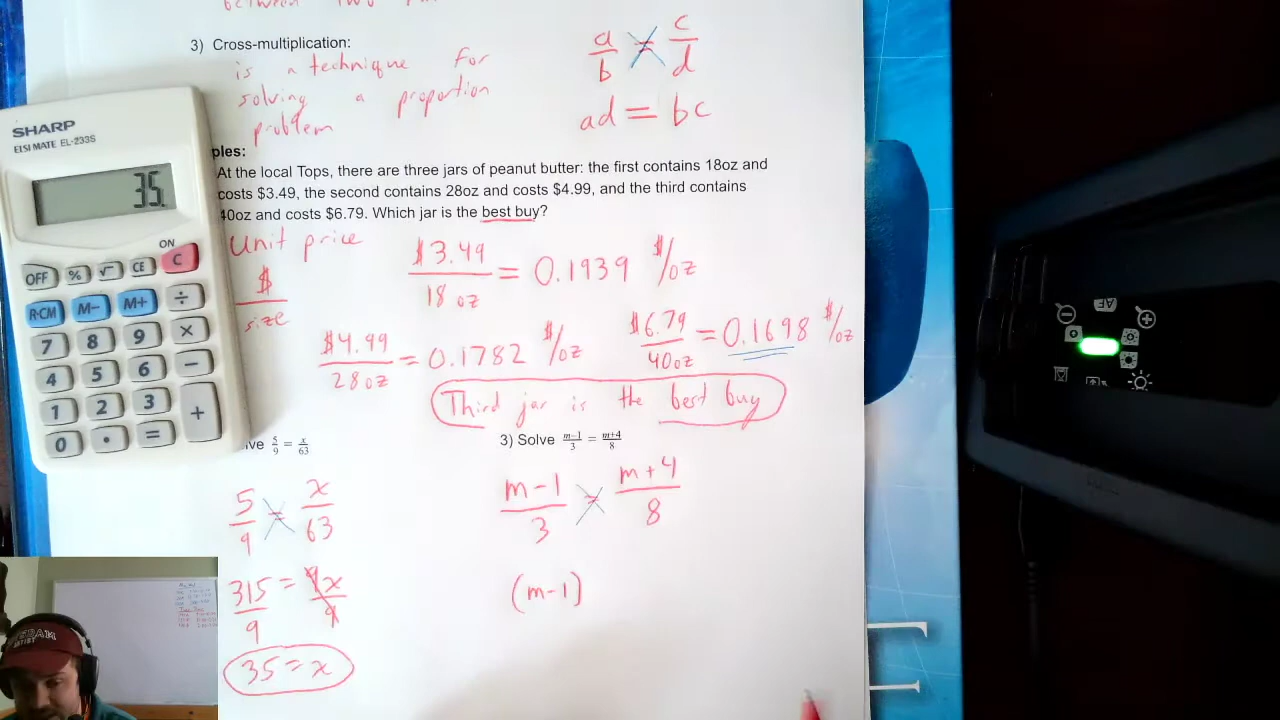 between two
3) Cross-multiplication:
is a technique for
solving a proportion
problem
a/b = c/d
ad = bc
SHARP
ELSI MATE EL-233S
35.
ON
OFF % √ CE C
R·CM M- M+ ÷
7 8 9 ×
4 5 6 −
1 2 3 +
0 · =
ples:
At the local Tops, there are three jars of peanut butter: the first contains 18oz and
costs $3.49, the second contains 28oz and costs $4.99, and the third contains
40oz and costs $6.79. Which jar is the best buy?
unit price
$/size
$3.49/18 oz = 0.1939 $/oz
$4.99/28 oz = 0.1782 $/oz
$6.79/40oz = 0.1698 $/oz
Third jar is the best buy
ve 5/9 = x/63
5/9 = x/63
315/9 = 9x/9
35 = x
3) Solve m−1/3 = m+4/8
m-1/3 = m+4/8
(m-1)
AF